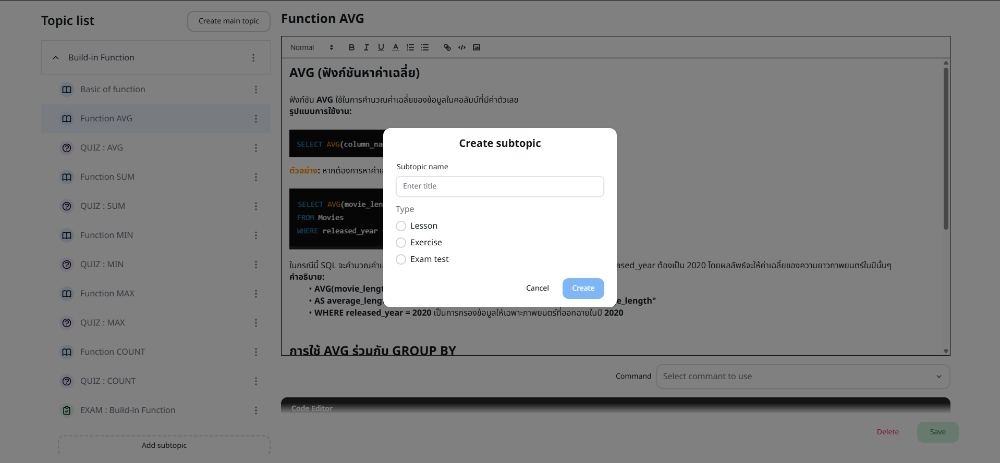 Topic list
Create main topic
Build-in Function
Basic of function
Function AVG
QUIZ : AVG
Function SUM
QUIZ : SUM
Function MIN
QUIZ : MIN
Function MAX
QUIZ : MAX
Function COUNT
QUIZ : COUNT
EXAM : Build-in Function
Add subtopic
Function AVG
Normal
AVG (ฟังก์ชันหาค่าเฉลี่ย)
ฟังก์ชัน AVG ใช้ในการคำนวณค่าเฉลี่ยของข้อมูลในคอลัมน์ที่มีค่าตัวเลข
รูปแบบการใช้งาน:
SELECT AVG(column_na
ตัวอย่าง: หากต้องการหาค่าเ
SELECT AVG(movie_len
FROM Movies
WHERE released_year =
ในกรณีนี้ SQL จะคำนวณค่าเ ased_year ต้องเป็น 2020 โดยผลลัพธ์จะให้ค่าเฉลี่ยของความยาวภาพยนตร์ในปีนั้นๆ
คำอธิบาย:
• AVG(movie_lengt
• AS average_leng e_length"
• WHERE released_year = 2020 เป็นการกรองข้อมูลให้เฉพาะภาพยนตร์ที่ออกฉายในปี 2020
การใช้ AVG ร่วมกับ GROUP BY
Command
Select commant to use
Code Editor
Delete
Save
Create subtopic
Subtopic name
Enter title
Type
Lesson
Exercise
Exam test
Cancel
Create